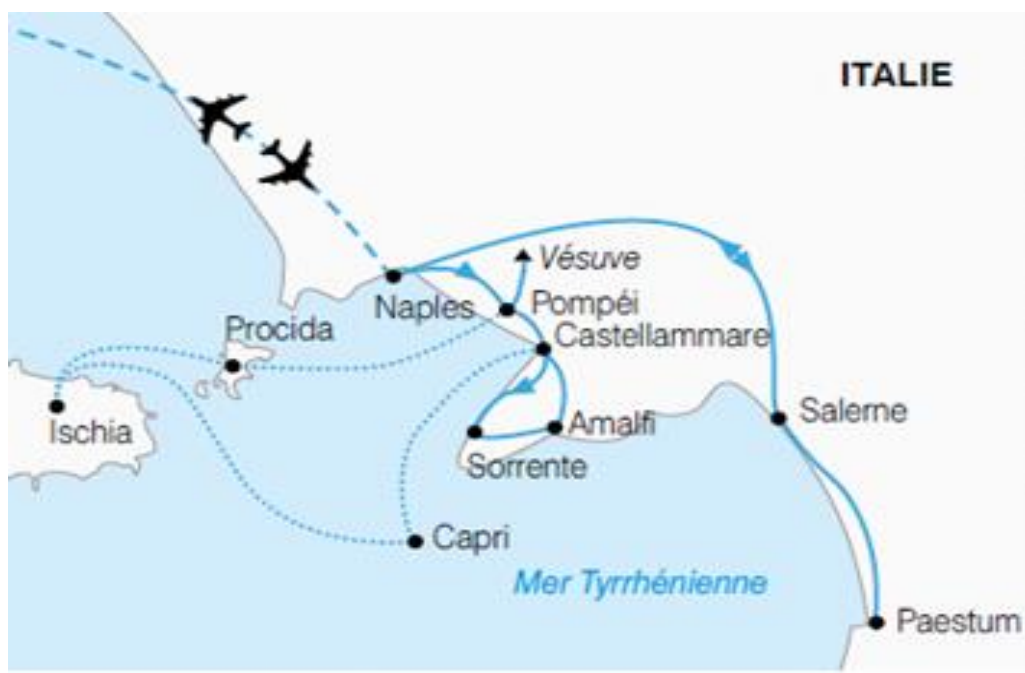 ITALIE
Vésuve
Naples
Pompéi
Procida
Castellammare
Ischia
Amalfi
Salerne
Sorrente
Capri
Mer Tyrrhénienne
Paestum